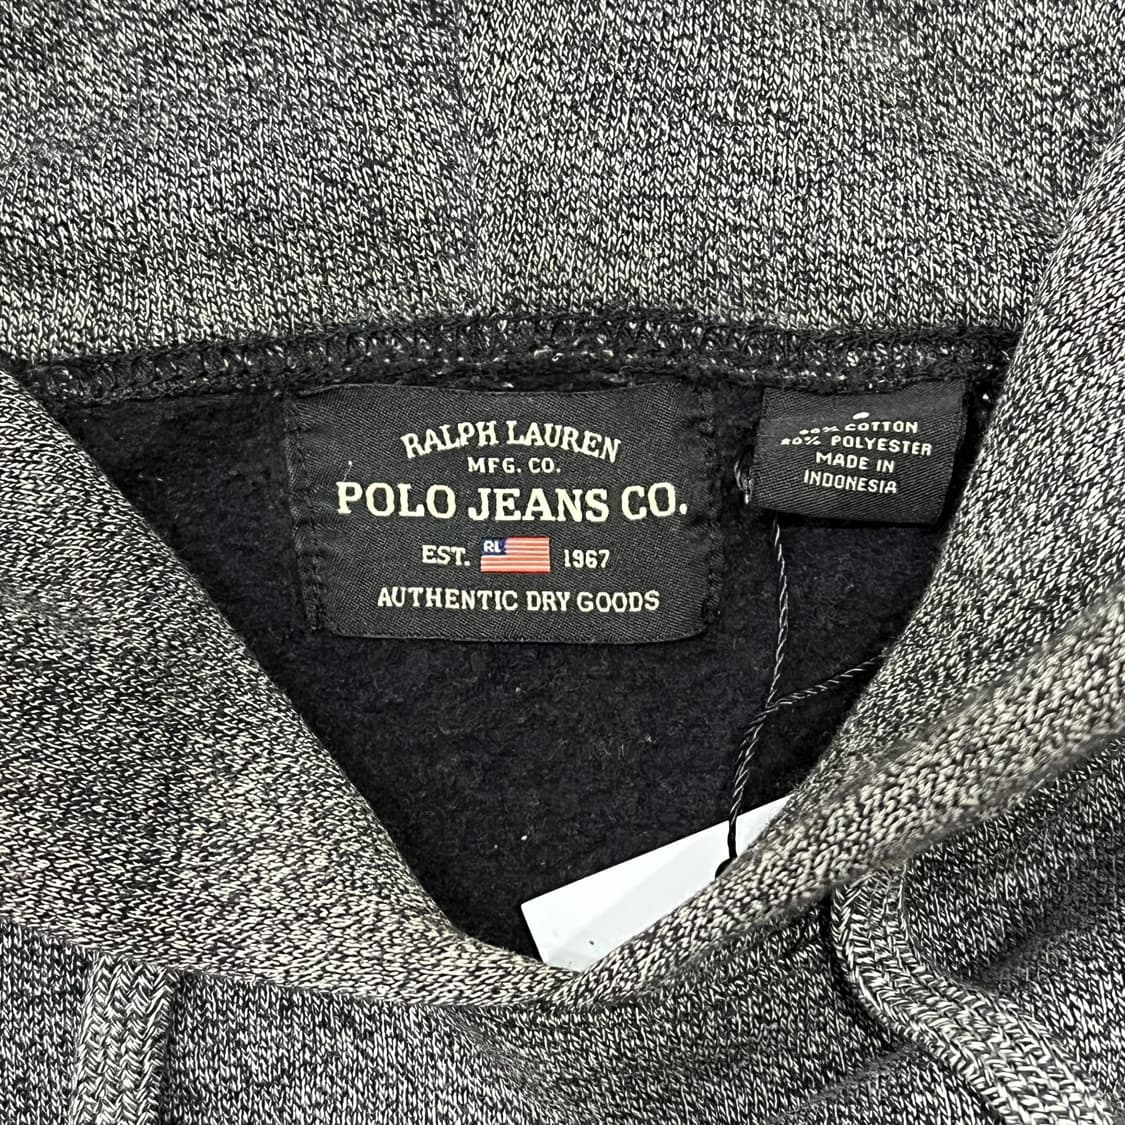 RALPH LAUREN
MFG. CO.
POLO JEANS CO.
EST. RL 1967
AUTHENTIC DRY GOODS
COTTON
POLYESTER
MADE IN
INDONESIA